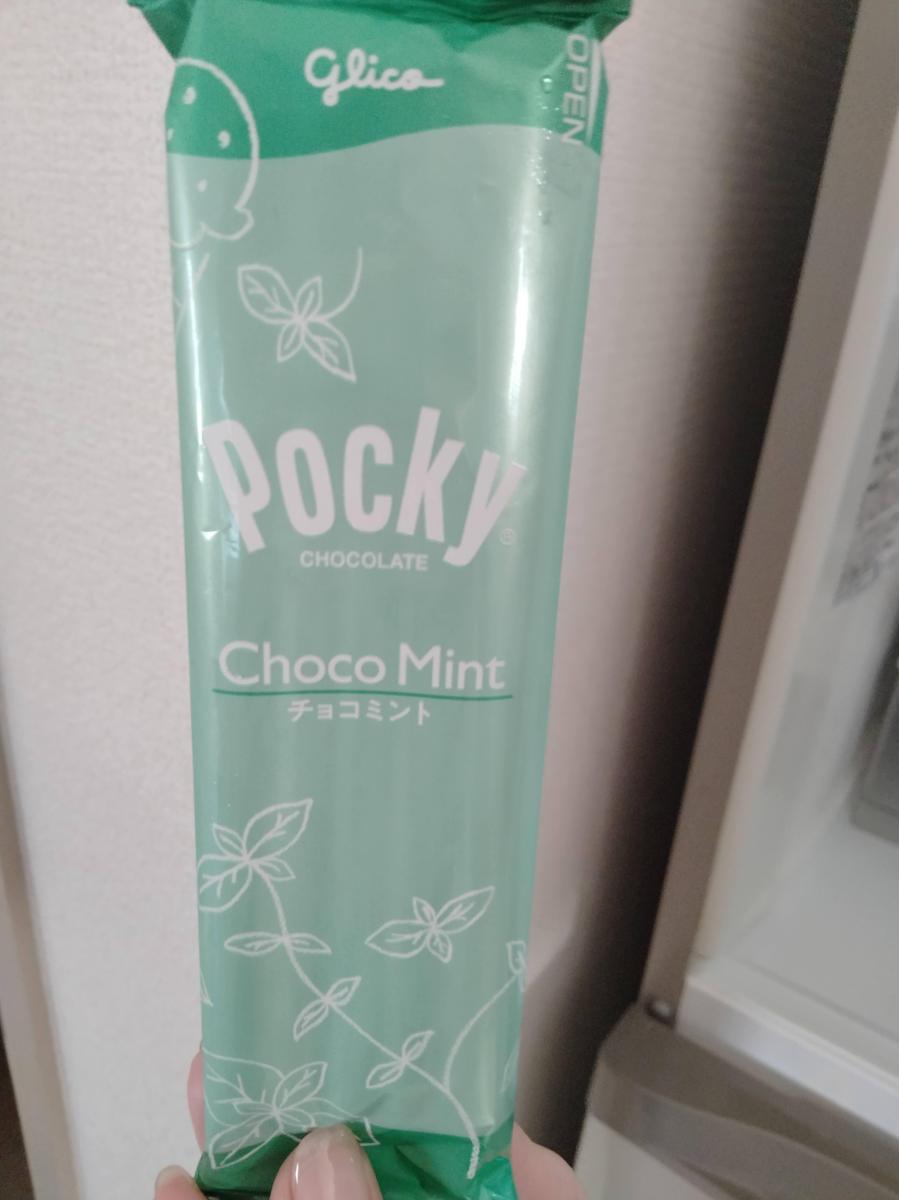 Glico
OPEN
Pocky®
CHOCOLATE
Choco Mint
チョコミント